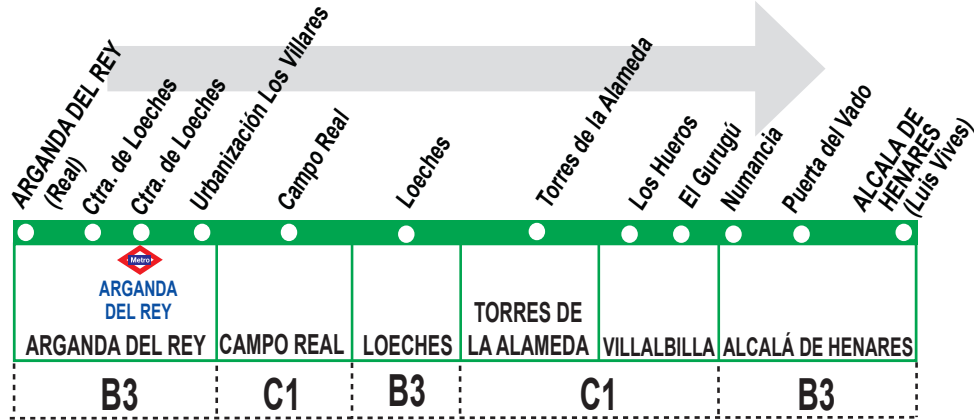 ARGANDA DEL REY
(Real)
Ctra. de Loeches
Ctra. de Loeches
Urbanización Los Villares
Campo Real
Loeches
Torres de la Alameda
Los Hueros
El Gurugú
Numancia
Puerta del Vado
ALCALA DE
HENARES
(Luis Vives)
Metro
ARGANDA
DEL REY
ARGANDA DEL REY
CAMPO REAL
LOECHES
TORRES DE
LA ALAMEDA
VILLALBILLA
ALCALÁ DE HENARES
B3
C1
B3
C1
B3